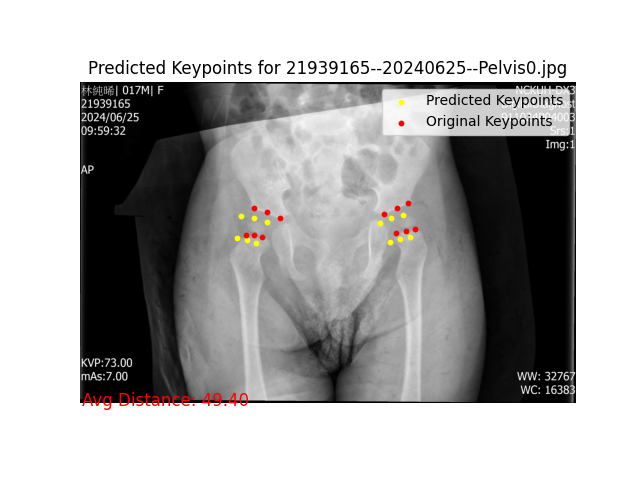 Predicted Keypoints for 21939165--20240625--Pelvis0.jpg
林純晞| 017M| F
21939165
2024/06/25
09:59:32
AP
NCKUH-DX3
Predicted Keypoints
Original Keypoints
Srs:1
Img:1
KVP:73.00
mAs:7.00
WW: 32767
WC: 16383
Avg Distance: 49.40